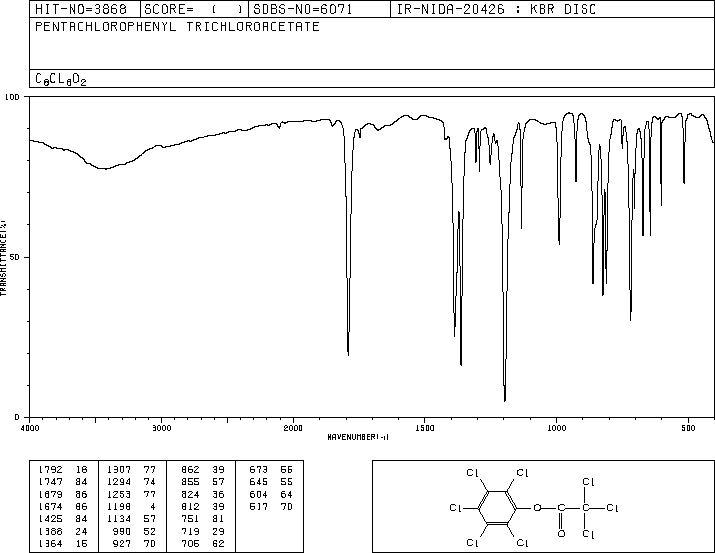 HIT-NO=3868 SCORE= ( ) SDBS-NO=6071 IR-NIDA-20426 : KBR DISC
PENTACHLOROPHENYL TRICHLOROACETATE
C8CL8O2
100
50
0
TRANSMITTANCE(%)
4000 3000 2000 1500 1000 500
WAVENUMBER(-1)
1792 18 1307 77 862 39 673 55
1747 84 1294 74 855 57 645 55
1679 86 1253 77 824 36 604 64
1674 86 1198 4 812 39 517 70
1425 84 1134 57 751 81
1388 24 990 52 719 29
1364 15 927 70 706 62
Cl Cl
Cl
Cl O Cl
O Cl
Cl Cl